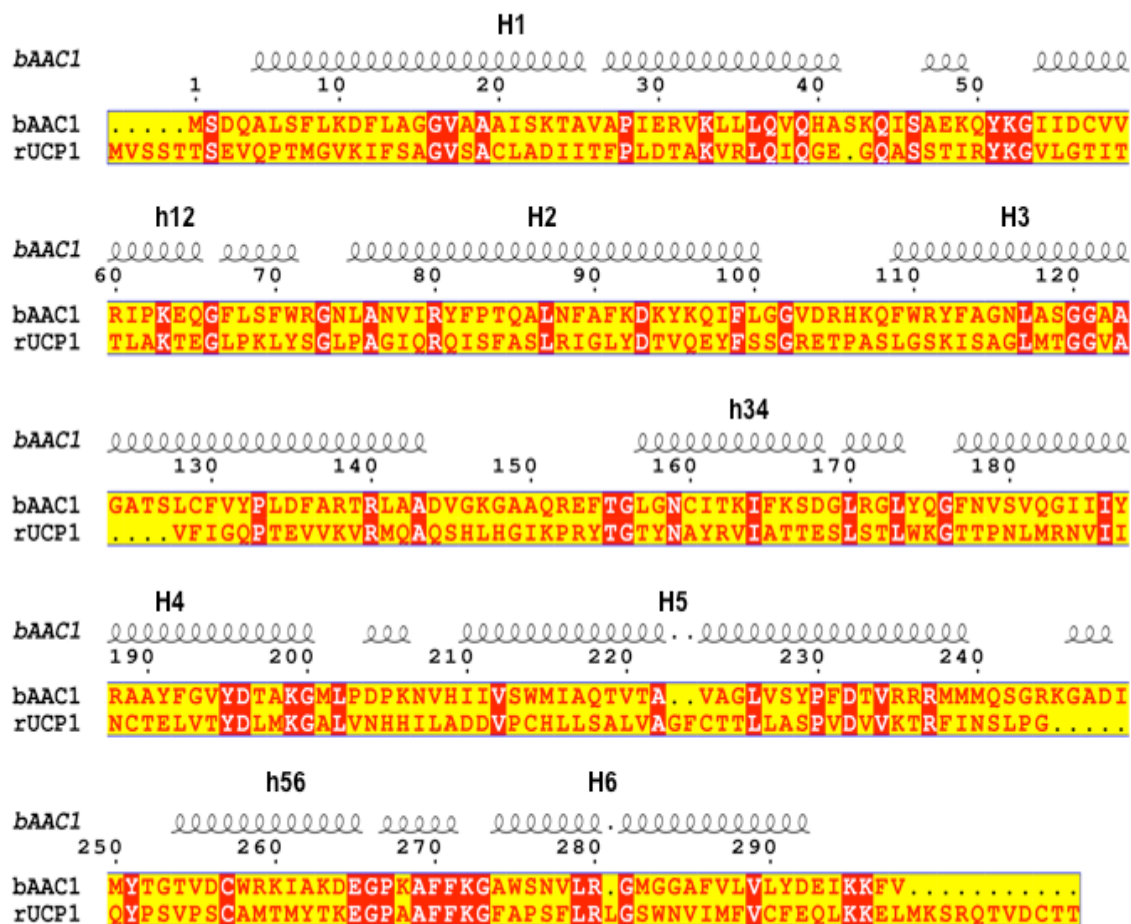 H1
bAAC1
1 10 20 30 40 50
bAAC1 .....MSDQALSFLKDFLAGGVAAAISKTAVAPIERVKLLLQVQHASKQISAEKQYKGIIDCVV
rUCP1 MVSSTTSEVQPTMGVKIFSAGVSACLADIITFPLDTAKVRLQIQGE.GQASSTIRYKGVLGTIT
h12 H2 H3
bAAC1
60 70 80 90 100 110 120
bAAC1 RIPKEQGFLSFWRGNLANVIRYFPTQALNFAFKDKYKQIFLGGVDRHKQFWRYFAGNLASGGAA
rUCP1 TLAKTEGLPKLYSGLPAGIQRQISFASLRIGLYDTVQEYFSSGRETPASLGSKISAGLMTGGVA
h34
bAAC1
130 140 150 160 170 180
bAAC1 GATSLCFVYPLDFARTRLAADVGKGAAQREFTGLGNCITKIFKSDGLRGLYQGFNVSVQGIIIY
rUCP1 ....VFIGQPTEVVKVRMQAQSHLHGIKPRYTGTYNAYRVIATTESLSTLWKGTTPNLMRNVII
H4 H5
bAAC1 ..
190 200 210 220 230 240
bAAC1 RAAYFGVYDTAKGMLPDPKNVHIIVSWMIAQTVTA..VAGLVSYPFDTVRRRMMMQSGRKGADI
rUCP1 NCTELVTYDLMKGALVNHHILADDVPCHLLSALVAGFCTTLLASPVDVVKTRFINSLPG.....
h56 H6
bAAC1 .
250 260 270 280 290
bAAC1 MYTGTVDCWRKIAKDEGPKAFFKGAWSNVLR.GMGGAFVLVLYDEIKKFV...........
rUCP1 QYPSVPSCAMTMYTKEGPAAFFKGFAPSFLRLGSWNVIMFVCFEQLKKELMKSRQTVDCTT